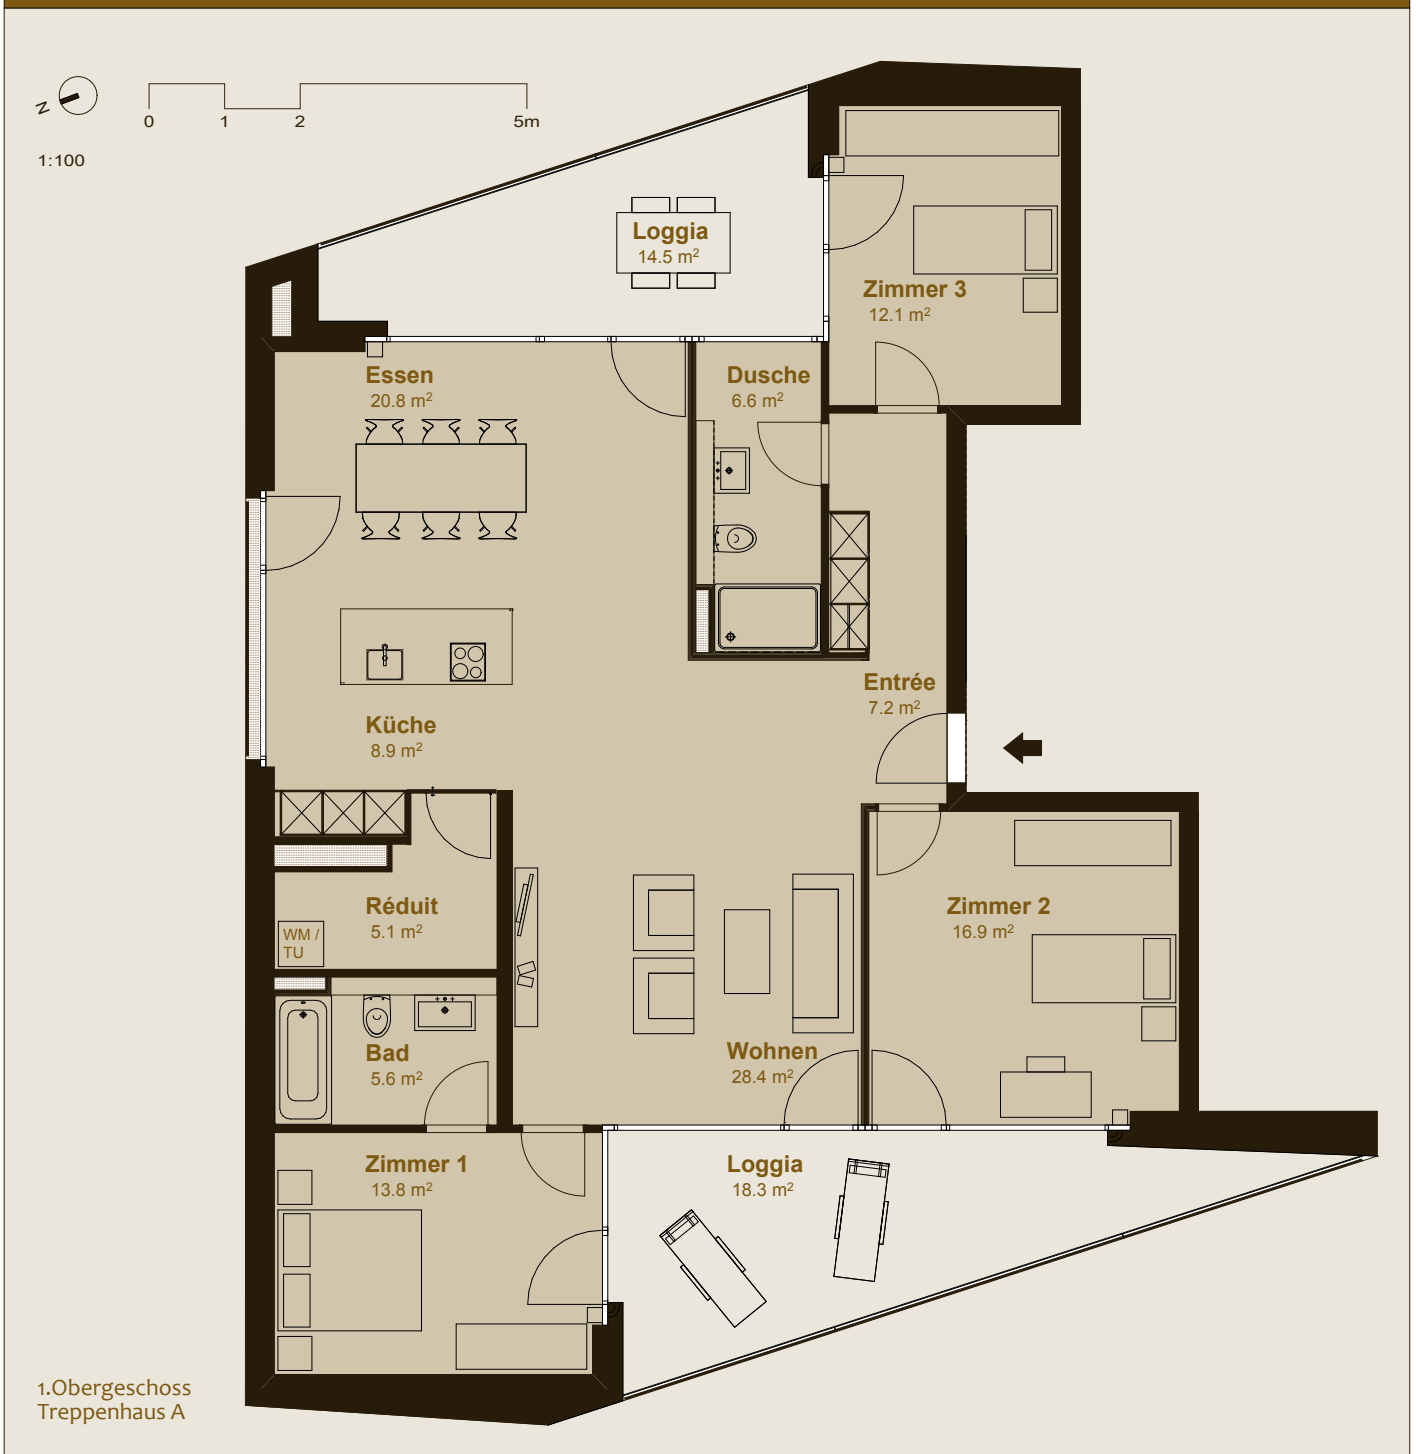 N
0 1 2 5m
1:100
Loggia
14.5 m²
Zimmer 3
12.1 m²
Essen
20.8 m²
Dusche
6.6 m²
Entrée
7.2 m²
Küche
8.9 m²
Réduit
5.1 m²
WM /
TU
Zimmer 2
16.9 m²
Bad
5.6 m²
Wohnen
28.4 m²
Zimmer 1
13.8 m²
Loggia
18.3 m²
1.Obergeschoss
Treppenhaus A